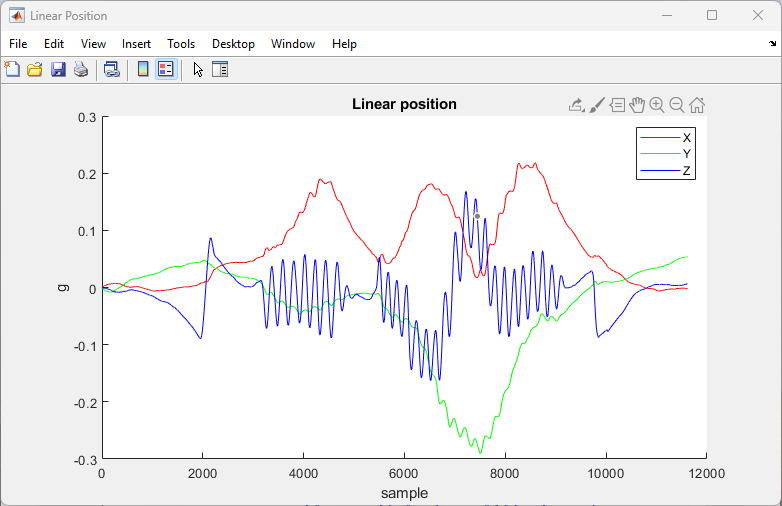 Linear Position
File Edit View Insert Tools Desktop Window Help
Linear position
X
Y
Z
0.3
0.2
0.1
0
-0.1
-0.2
-0.3
g
0 2000 4000 6000 8000 10000 12000
sample